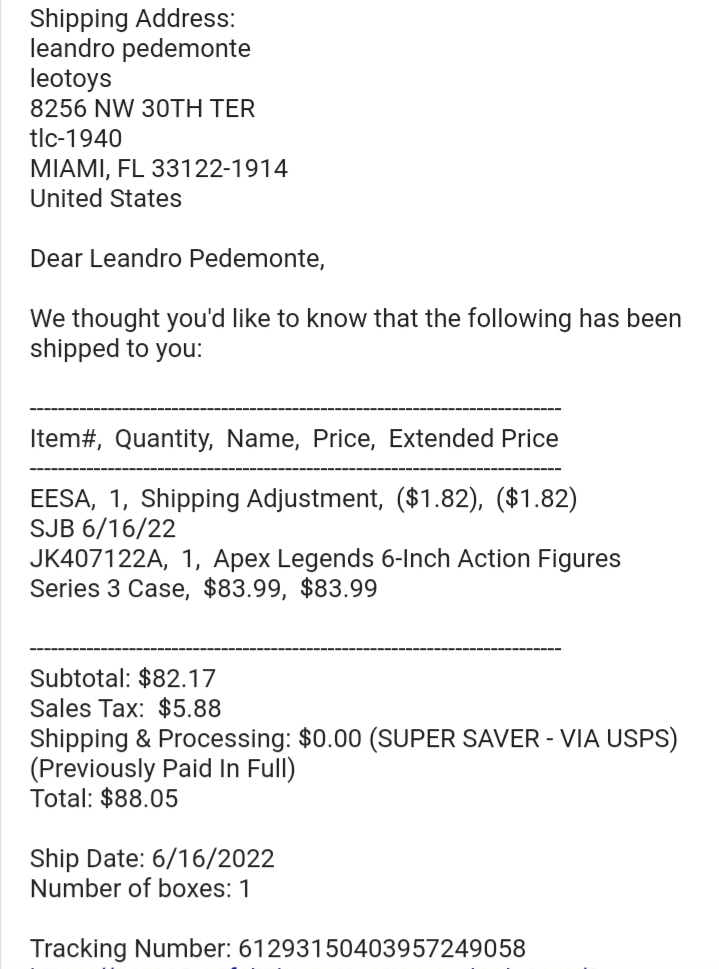 Shipping Address:
leandro pedemonte
leotoys
8256 NW 30TH TER
tlc-1940
MIAMI, FL 33122-1914
United States
Dear Leandro Pedemonte,
We thought you'd like to know that the following has been
shipped to you:
----------------------------------------------------------------------------
Item#,  Quantity,  Name,  Price,  Extended Price
----------------------------------------------------------------------------
EESA,  1,  Shipping Adjustment,  ($1.82),  ($1.82)
SJB 6/16/22
JK407122A,  1,  Apex Legends 6-Inch Action Figures
Series 3 Case,  $83.99,  $83.99
----------------------------------------------------------------------------
Subtotal: $82.17
Sales Tax:  $5.88
Shipping & Processing: $0.00 (SUPER SAVER - VIA USPS)
(Previously Paid In Full)
Total: $88.05
Ship Date: 6/16/2022
Number of boxes: 1
Tracking Number: 61293150403957249058